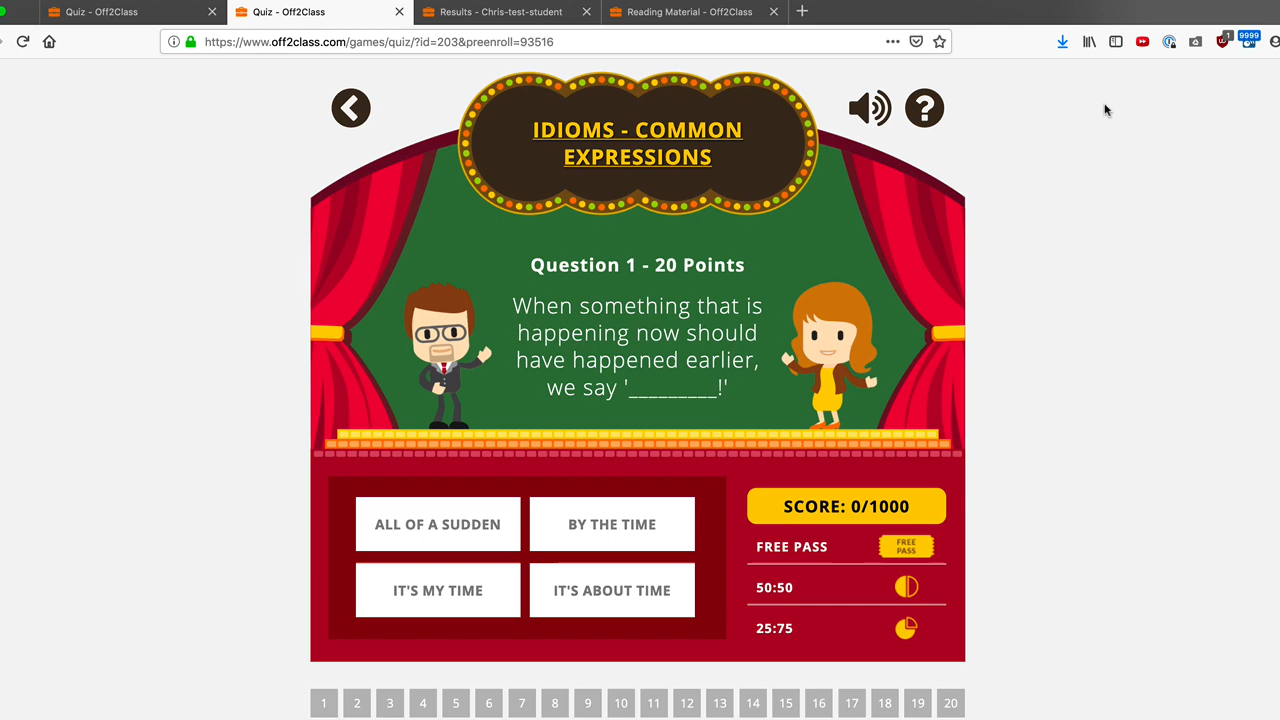 Quiz - Off2Class
Quiz - Off2Class
Results - Chris-test-student
Reading Material - Off2Class
https://www.off2class.com/games/quiz/?id=203&preenroll=93516
1
9999
IDIOMS - COMMON
EXPRESSIONS
?
Question 1 - 20 Points
When something that is
happening now should
have happened earlier,
we say '_________!'
ALL OF A SUDDEN
BY THE TIME
IT'S MY TIME
IT'S ABOUT TIME
SCORE: 0/1000
FREE PASS
FREE
PASS
50:50
25:75
1 2 3 4 5 6 7 8 9 10 11 12 13 14 15 16 17 18 19 20